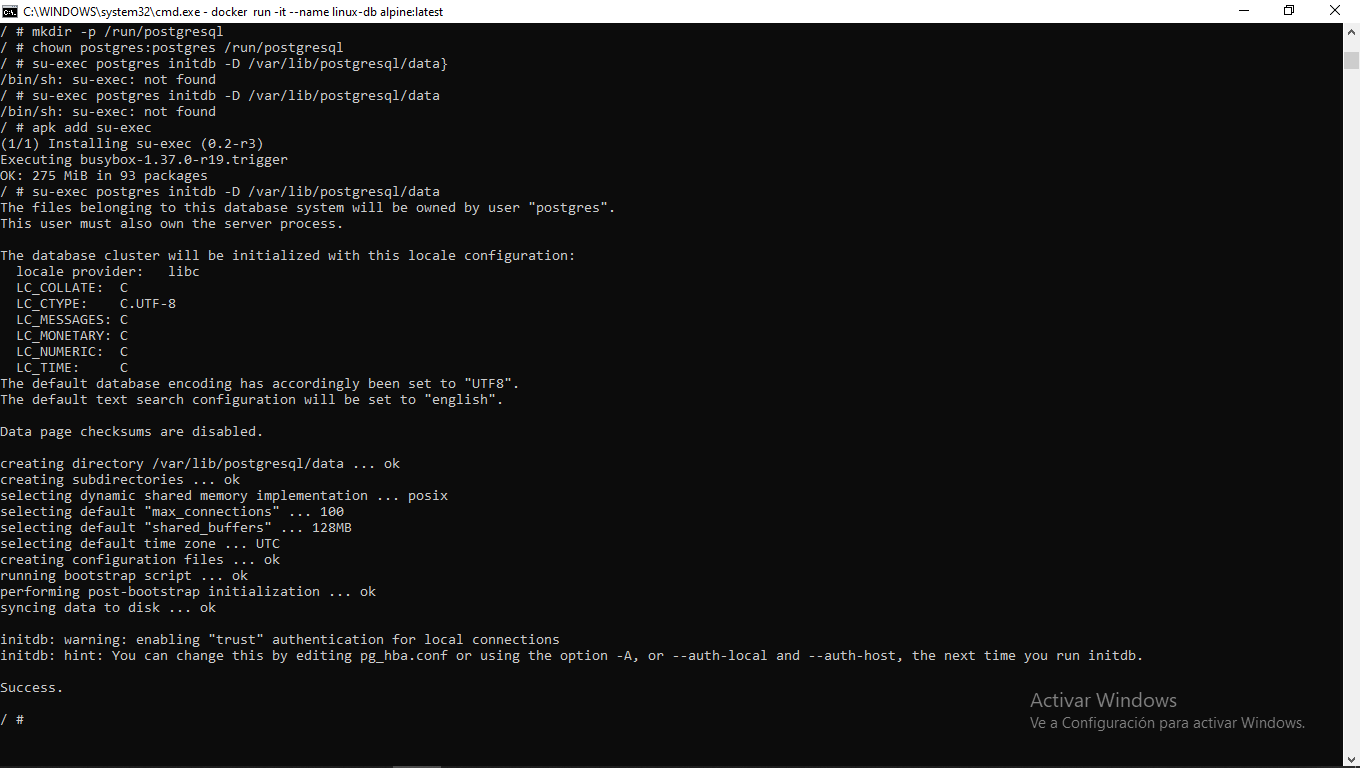 C:\WINDOWS\system32\cmd.exe - docker  run -it --name linux-db alpine:latest
/ # mkdir -p /run/postgresql
/ # chown postgres:postgres /run/postgresql
/ # su-exec postgres initdb -D /var/lib/postgresql/data}
/bin/sh: su-exec: not found
/ # su-exec postgres initdb -D /var/lib/postgresql/data
/bin/sh: su-exec: not found
/ # apk add su-exec
(1/1) Installing su-exec (0.2-r3)
Executing busybox-1.37.0-r19.trigger
OK: 275 MiB in 93 packages
/ # su-exec postgres initdb -D /var/lib/postgresql/data
The files belonging to this database system will be owned by user "postgres".
This user must also own the server process.

The database cluster will be initialized with this locale configuration:
  locale provider:   libc
  LC_COLLATE:  C
  LC_CTYPE:    C.UTF-8
  LC_MESSAGES: C
  LC_MONETARY: C
  LC_NUMERIC:  C
  LC_TIME:     C
The default database encoding has accordingly been set to "UTF8".
The default text search configuration will be set to "english".

Data page checksums are disabled.

creating directory /var/lib/postgresql/data ... ok
creating subdirectories ... ok
selecting dynamic shared memory implementation ... posix
selecting default "max_connections" ... 100
selecting default "shared_buffers" ... 128MB
selecting default time zone ... UTC
creating configuration files ... ok
running bootstrap script ... ok
performing post-bootstrap initialization ... ok
syncing data to disk ... ok

initdb: warning: enabling "trust" authentication for local connections
initdb: hint: You can change this by editing pg_hba.conf or using the option -A, or --auth-local and --auth-host, the next time you run initdb.

Success.

/ #
Activar Windows
Ve a Configuración para activar Windows.